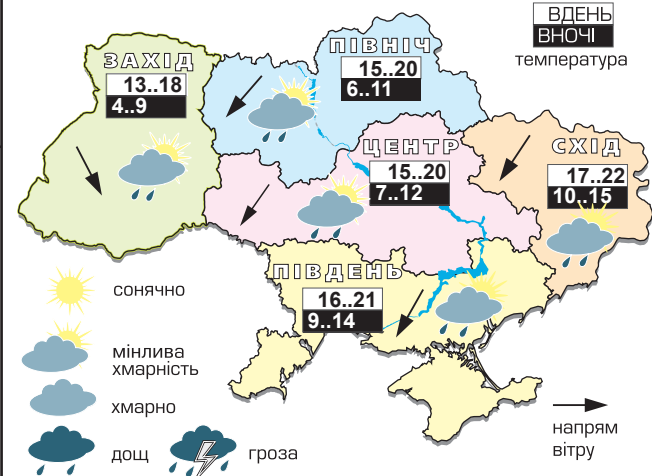 ВДЕНЬ
ВНОЧІ
температура
ПІВНІЧ
15..20
6..11
ЗАХІД
13..18
4..9
ЦЕНТР
15..20
7..12
СХІД
17..22
10..15
ПІВДЕНЬ
16..21
9..14
сонячно
мінлива
хмарність
хмарно
дощ
гроза
напрям
вітру